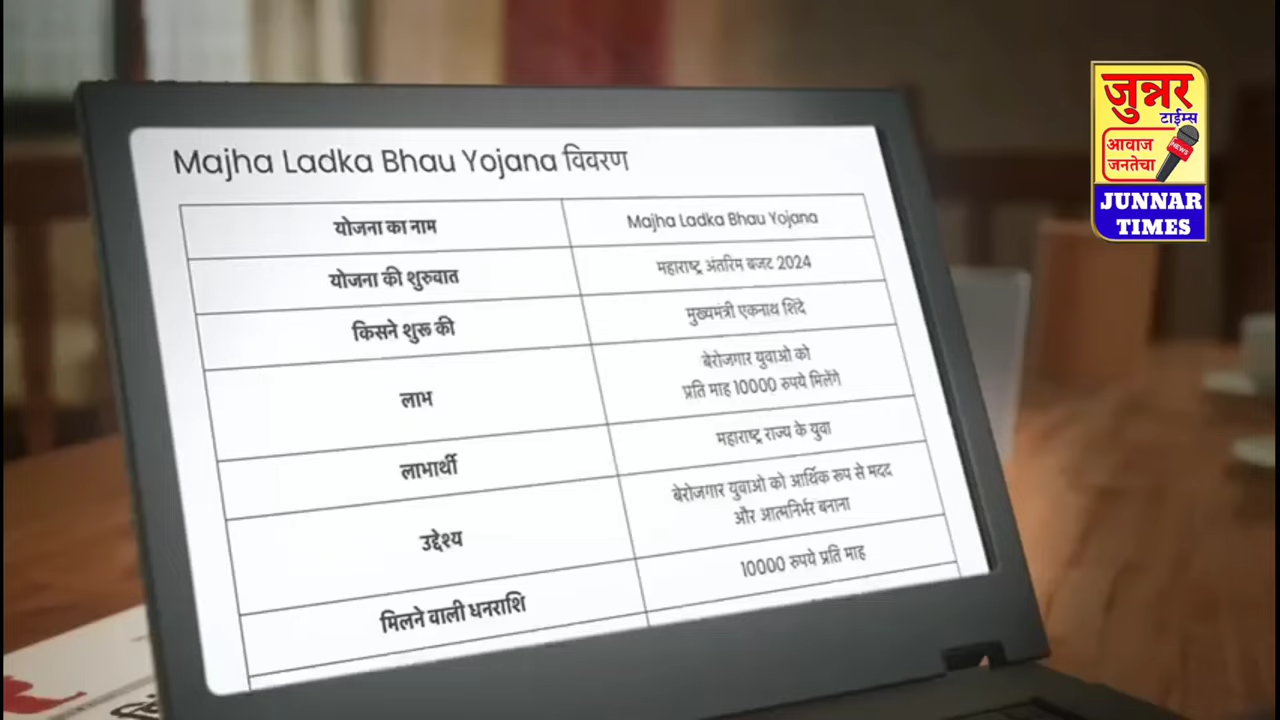 Majha Ladka Bhau Yojana विवरण
योजना का नाम
Majha Ladka Bhau Yojana
योजना की शुरुवात
महाराष्ट्र अंतरिम बजट 2024
किसने शुरू की
मुख्यमंत्री एकनाथ शिंदे
लाभ
बेरोजगार युवाओ को
प्रति माह 10000 रुपये मिलेंगे
लाभार्थी
महाराष्ट्र राज्य के युवा
उद्देश्य
बेरोजगार युवाओ को आर्थिक रूप से मदद
और आत्मनिर्भर बनाना
मिलने वाली धनराशि
10000 रुपये प्रति माह
जुन्नर
टाईम्स
आवाज
जनतेचा
NEWS
JUNNAR
TIMES